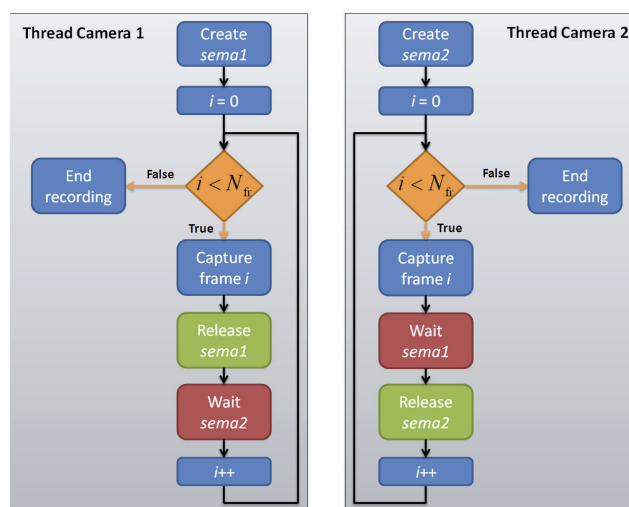 Thread Camera 1
Create
sema1
i = 0
i < N_fr
False
End
recording
True
Capture
frame i
Release
sema1
Wait
sema2
i++
Thread Camera 2
Create
sema2
i = 0
i < N_fr
False
End
recording
True
Capture
frame i
Wait
sema1
Release
sema2
i++